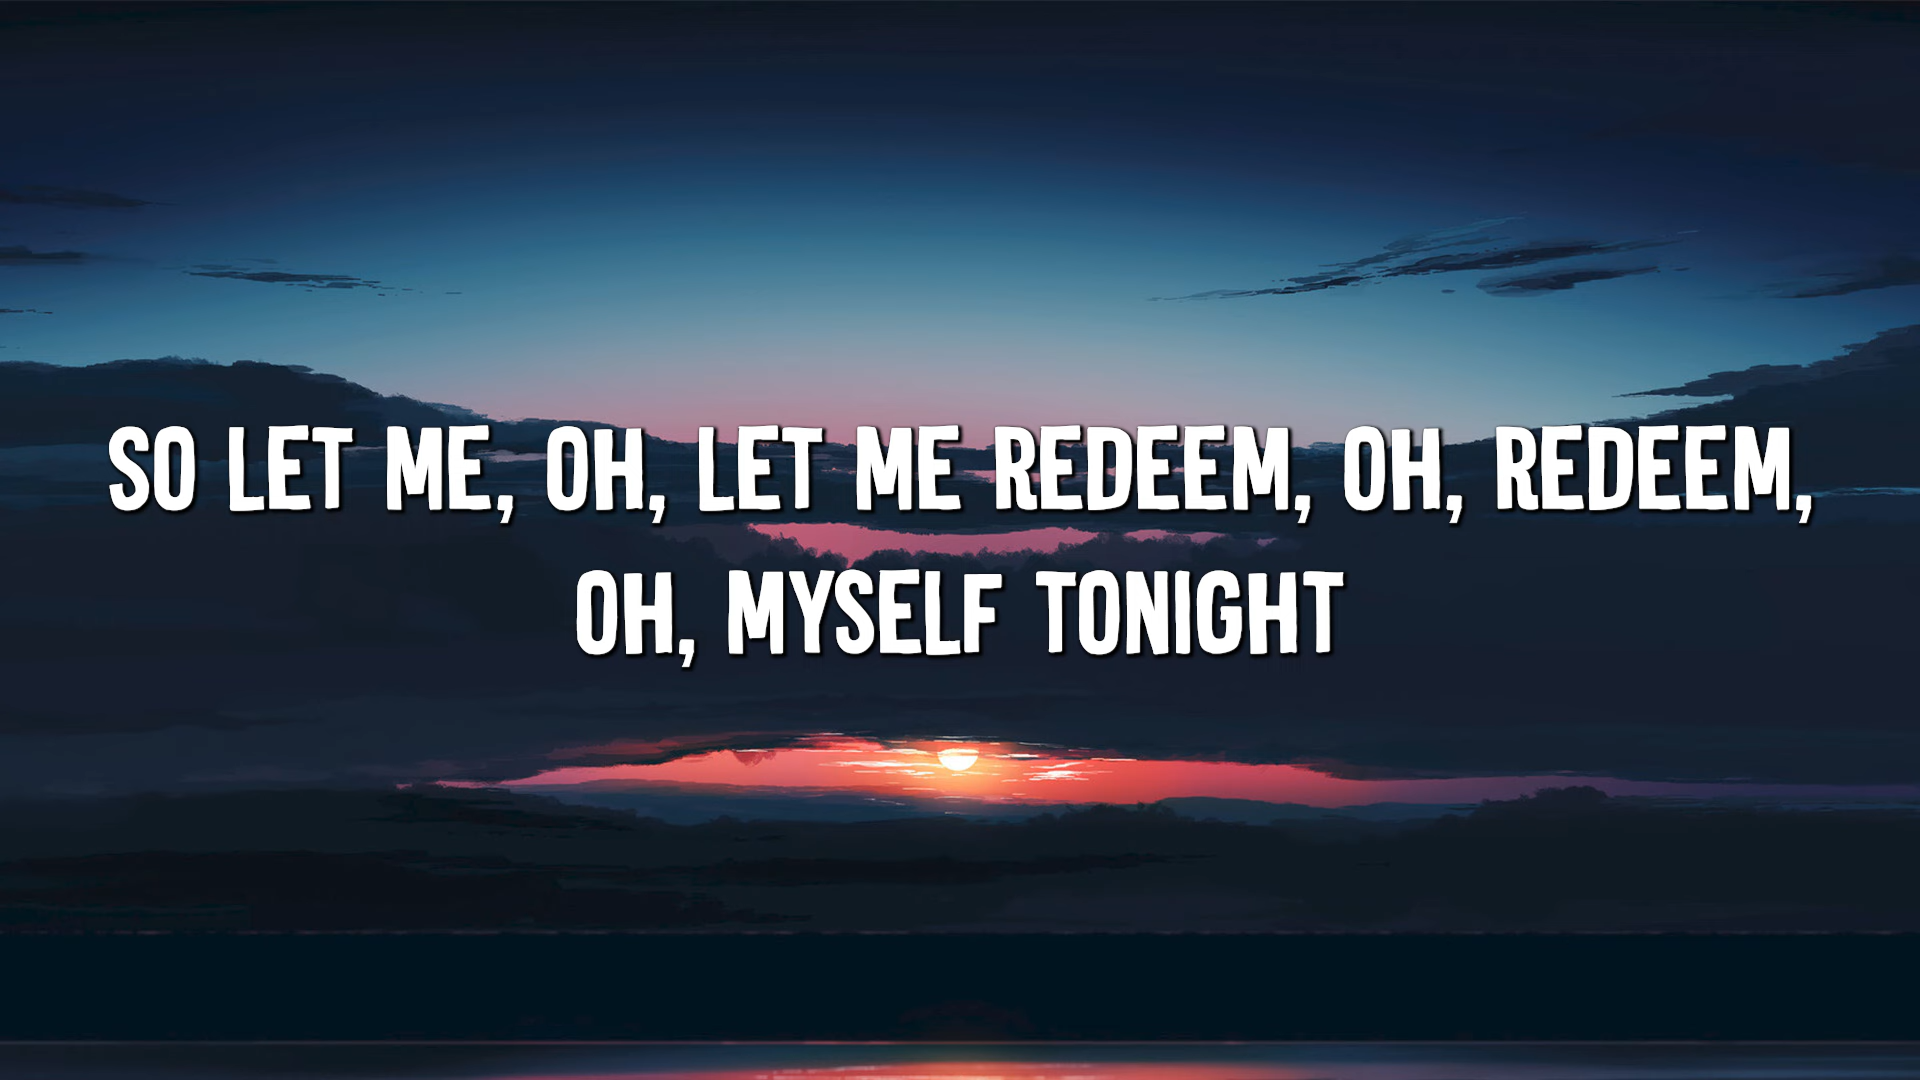 SO LET ME, OH, LET ME REDEEM, OH, REDEEM,
OH, MYSELF TONIGHT